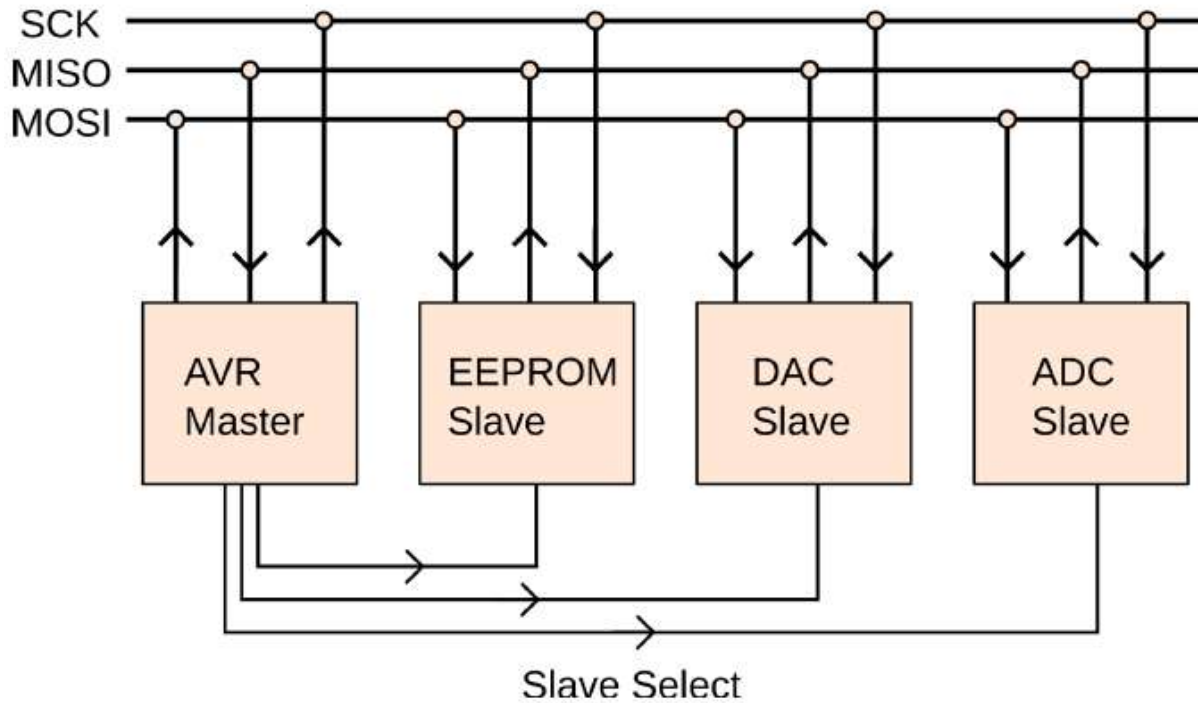 SCK
MISO
MOSI
AVR
Master
EEPROM
Slave
DAC
Slave
ADC
Slave
Slave Select